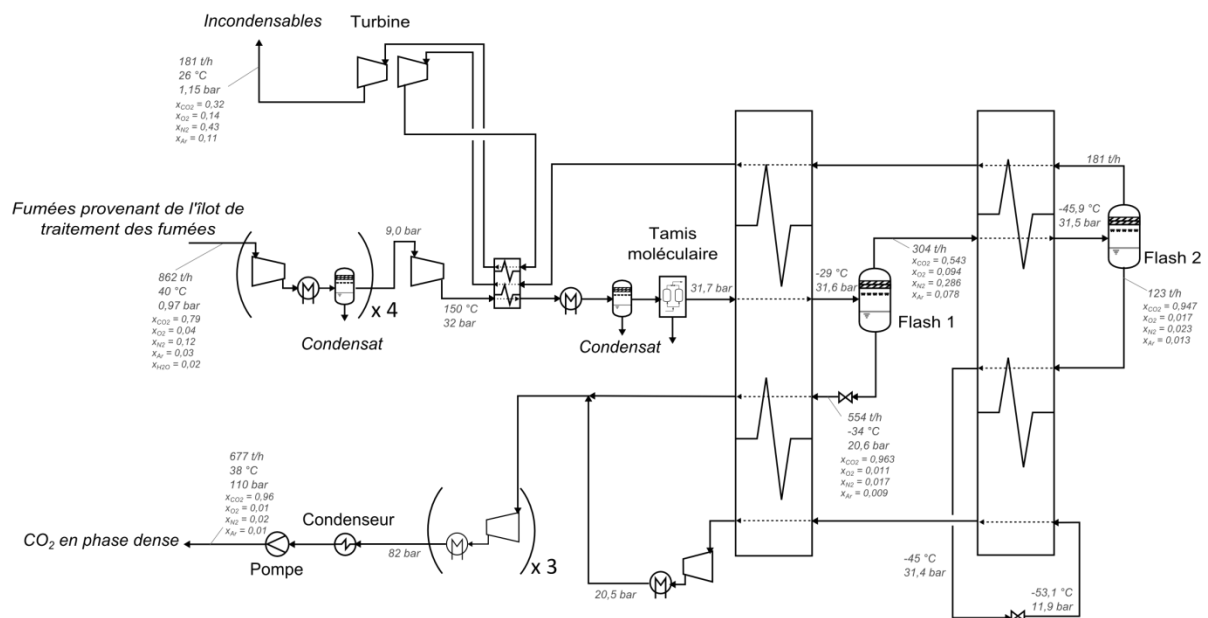 Incondensables
Turbine
181 t/h
26 °C
1,15 bar
xCO2 = 0,32
xO2 = 0,14
xN2 = 0,43
xAr = 0,11
Fumées provenant de l'îlot de
traitement des fumées
862 t/h
40 °C
0,97 bar
xCO2 = 0,79
xO2 = 0,04
xN2 = 0,12
xAr = 0,03
xH2O = 0,02
x 4
Condensat
9,0 bar
150 °C
32 bar
Condensat
Tamis
moléculaire
31,7 bar
-29 °C
31,6 bar
Flash 1
304 t/h
xCO2 = 0,543
xO2 = 0,094
xN2 = 0,286
xAr = 0,078
181 t/h
-45,9 °C
31,5 bar
Flash 2
123 t/h
xCO2 = 0,947
xO2 = 0,017
xN2 = 0,023
xAr = 0,013
554 t/h
-34 °C
20,6 bar
xCO2 = 0,963
xO2 = 0,011
xN2 = 0,017
xAr = 0,009
677 t/h
38 °C
110 bar
xCO2 = 0,96
xO2 = 0,01
xN2 = 0,02
xAr = 0,01
CO2 en phase dense
Pompe
Condenseur
82 bar
x 3
20,5 bar
-45 °C
31,4 bar
-53,1 °C
11,9 bar